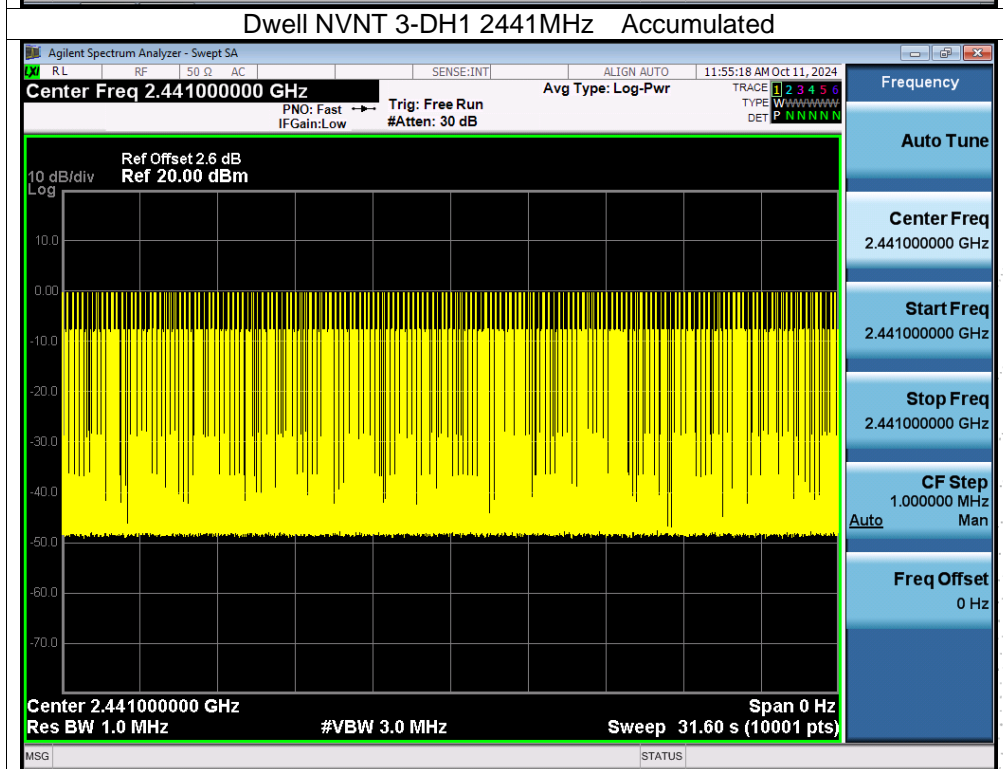 Dwell NVNT 3-DH1 2441MHz Accumulated
Agilent Spectrum Analyzer - Swept SA
LXI RL RF 50 Ω AC SENSE:INT ALIGN AUTO 11:55:18 AM Oct 11, 2024
Center Freq 2.441000000 GHz
PNO: Fast
IFGain:Low
Trig: Free Run
#Atten: 30 dB
Avg Type: Log-Pwr
TRACE 1 2 3 4 5 6
TYPE WWWWWWW
DET P N N N N N
Ref Offset 2.6 dB
10 dB/div Ref 20.00 dBm
Log
10.0
0.00
-10.0
-20.0
-30.0
-40.0
-50.0
-60.0
-70.0
Center 2.441000000 GHz Span 0 Hz
Res BW 1.0 MHz #VBW 3.0 MHz Sweep 31.60 s (10001 pts)
MSG STATUS
Frequency
Auto Tune
Center Freq
2.441000000 GHz
Start Freq
2.441000000 GHz
Stop Freq
2.441000000 GHz
CF Step
1.000000 MHz
Auto Man
Freq Offset
0 Hz